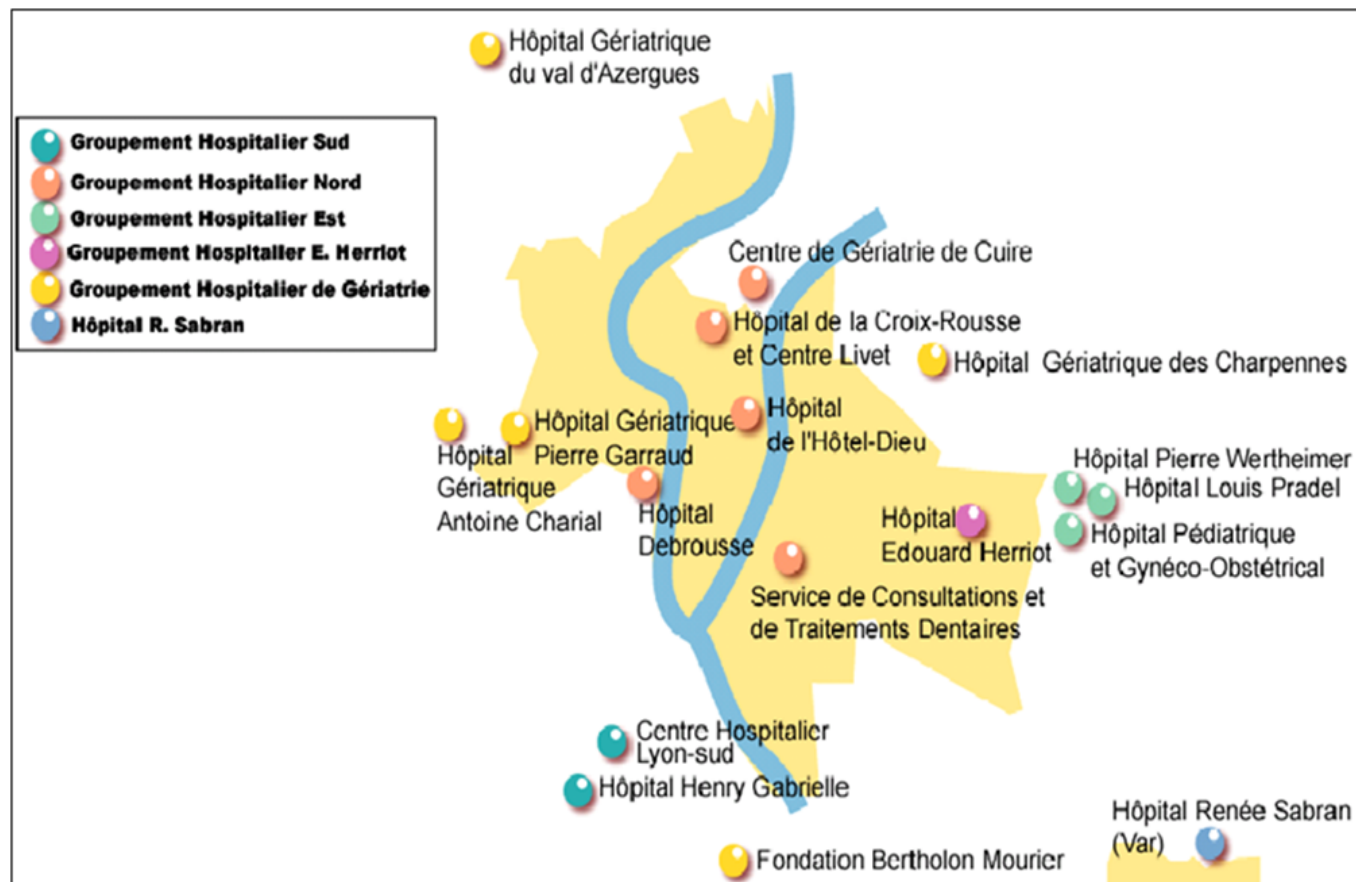 Hôpital Gériatrique
du val d'Azergues
Groupement Hospitalier Sud
Groupement Hospitalier Nord
Groupement Hospitalier Est
Groupement Hospitalier E. Herriot
Groupement Hospitalier de Gériatrie
Hôpital R. Sabran
Centre de Gériatrie de Cuire
Hôpital de la Croix-Rousse
et Centre Livet
Hôpital Gériatrique des Charpennes
Hôpital
de l'Hôtel-Dieu
Hôpital Gériatrique
Pierre Garraud
Hôpital
Gériatrique
Antoine Charial
Hôpital
Debrousse
Hôpital Pierre Wertheimer
Hôpital Louis Pradel
Hôpital
Edouard Herriot
Hôpital Pédiatrique
et Gynéco-Obstétrical
Service de Consultations et
de Traitements Dentaires
Centre Hospitalier
Lyon-sud
Hôpital Henry Gabrielle
Hôpital Renée Sabran
(Var)
Fondation Bertholon Mourier